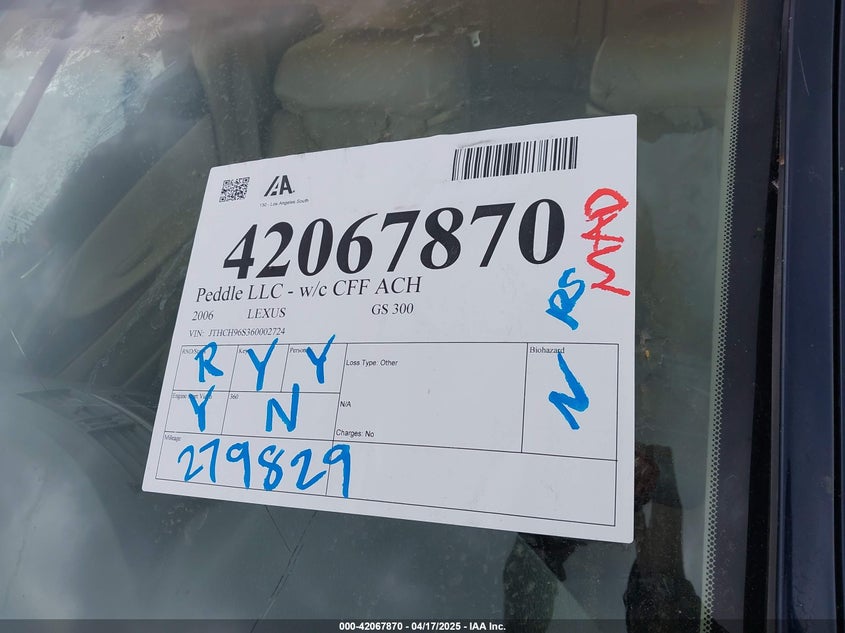 IAA
130 - Los Angeles South
42067870
Peddle LLC - w/c CFF ACH
2006 LEXUS GS 300
VIN: JTHCH96S360002724
R Y Y
Loss Type: Other
Biohazard
N
360
Y N
N/A
Charges: No
Mileage
279829
RS
MAD
000-42067870 - 04/17/2025 - IAA Inc.